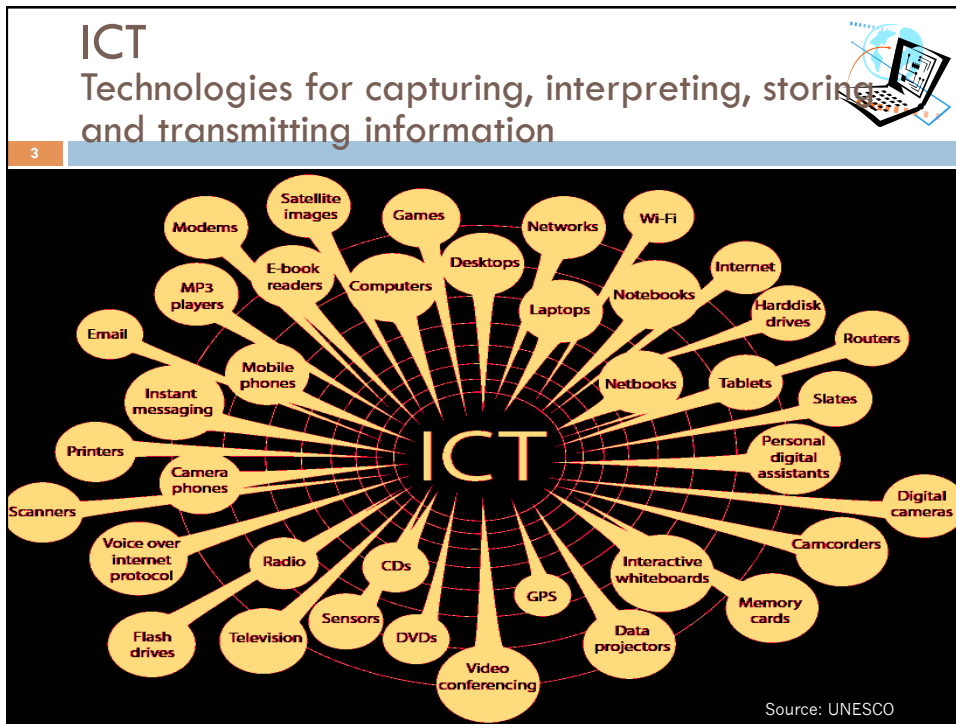 ICT
Technologies for capturing, interpreting, storing
and transmitting information
3
Satellite
images
Games
Modems
Networks
Wi-Fi
E-book
readers
Desktops
Internet
MP3
players
Computers
Notebooks
Laptops
Harddisk
drives
Email
Routers
Mobile
phones
Netbooks
Tablets
Instant
messaging
Slates
Printers
ICT
Personal
digital
assistants
Camera
phones
Scanners
Digital
cameras
Voice over
internet
protocol
Radio
CDs
Interactive
whiteboards
Camcorders
GPS
Memory
cards
Flash
drives
Television
Sensors
DVDs
Data
projectors
Video
conferencing
Source: UNESCO